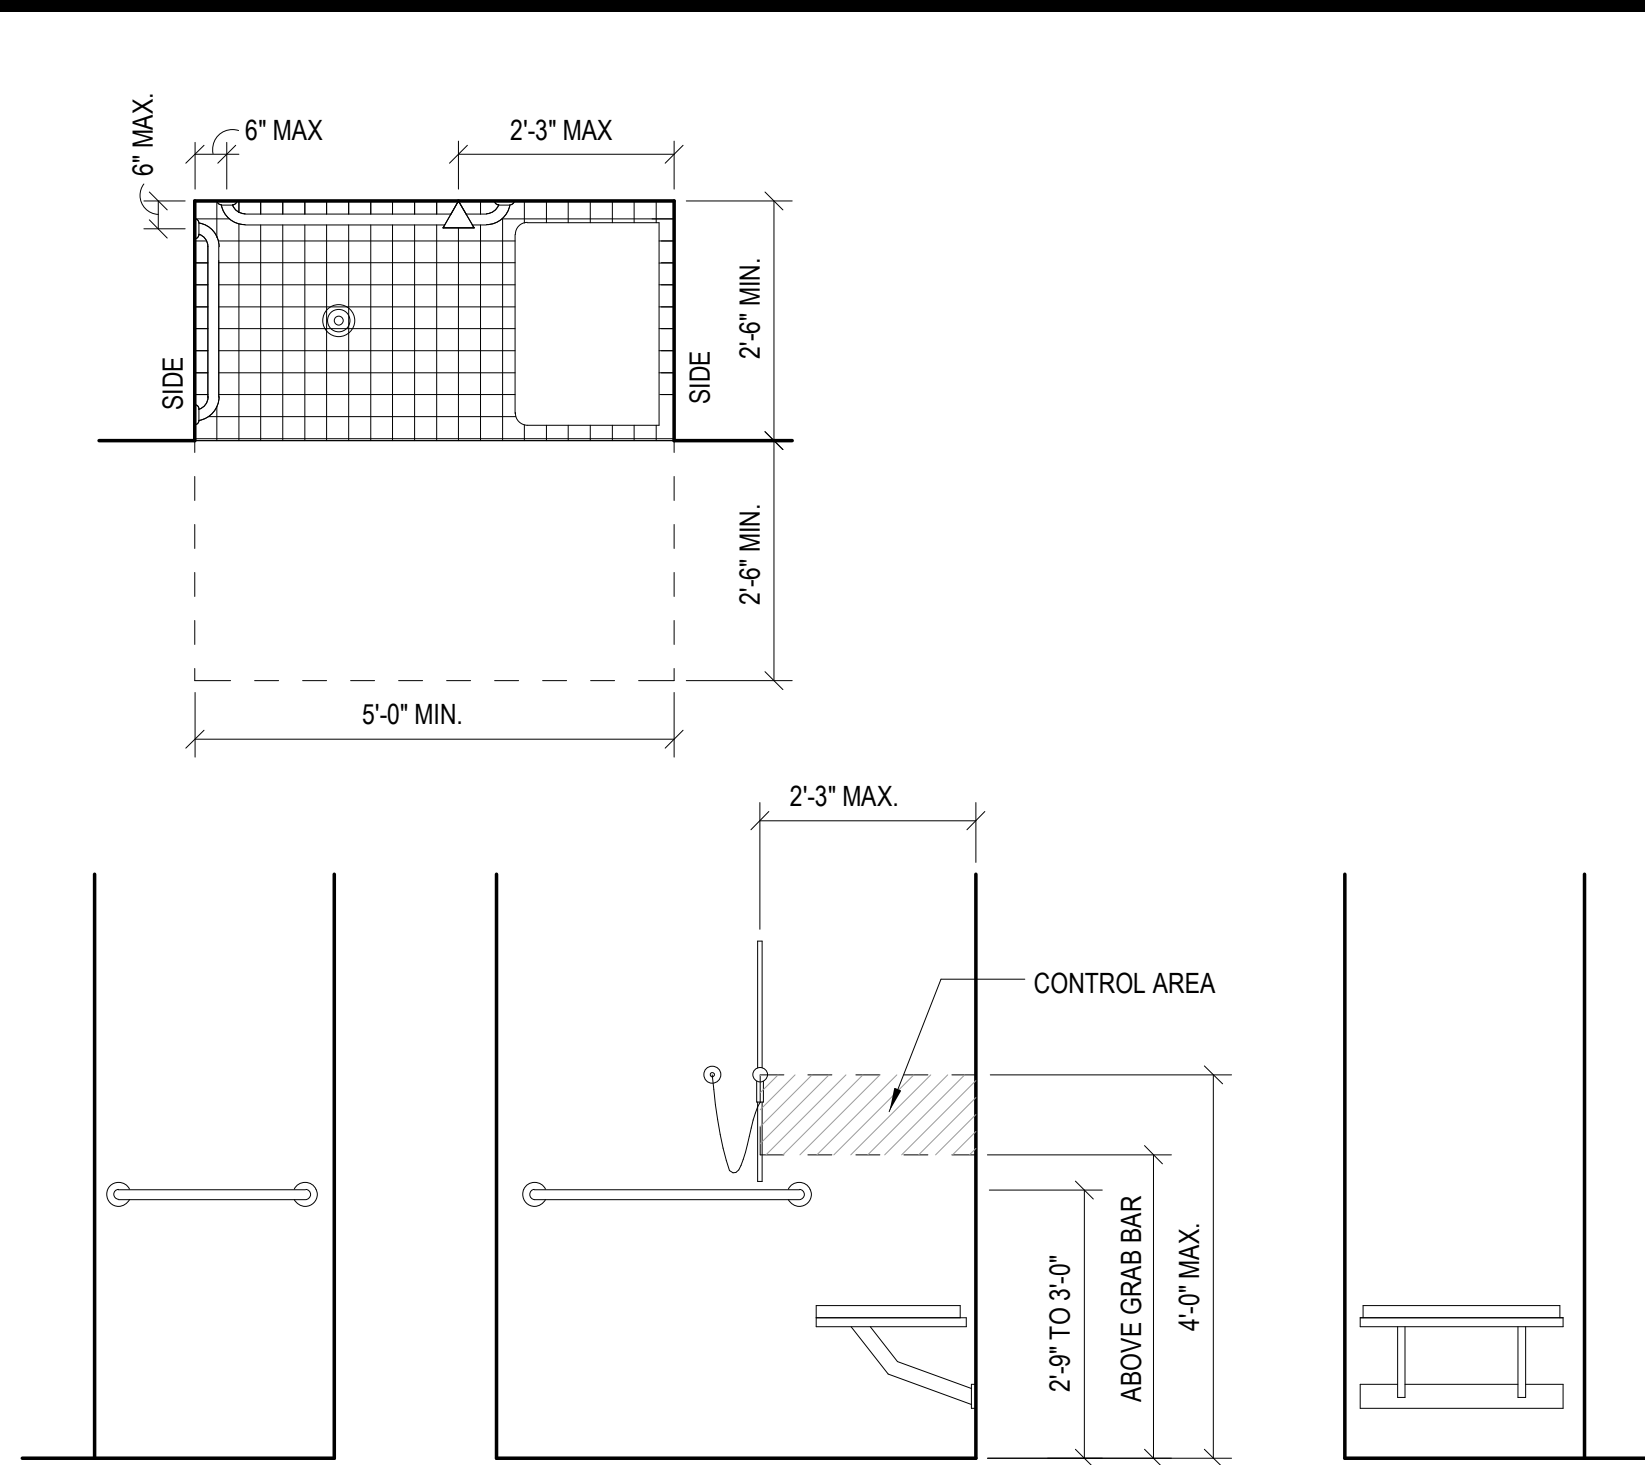 6" MAX.
6" MAX
2'-3" MAX
2'-6" MIN.
SIDE
SIDE
2'-6" MIN.
5'-0" MIN.
2'-3" MAX.
CONTROL AREA
2'-9" TO 3'-0"
ABOVE GRAB BAR
4'-0" MAX.